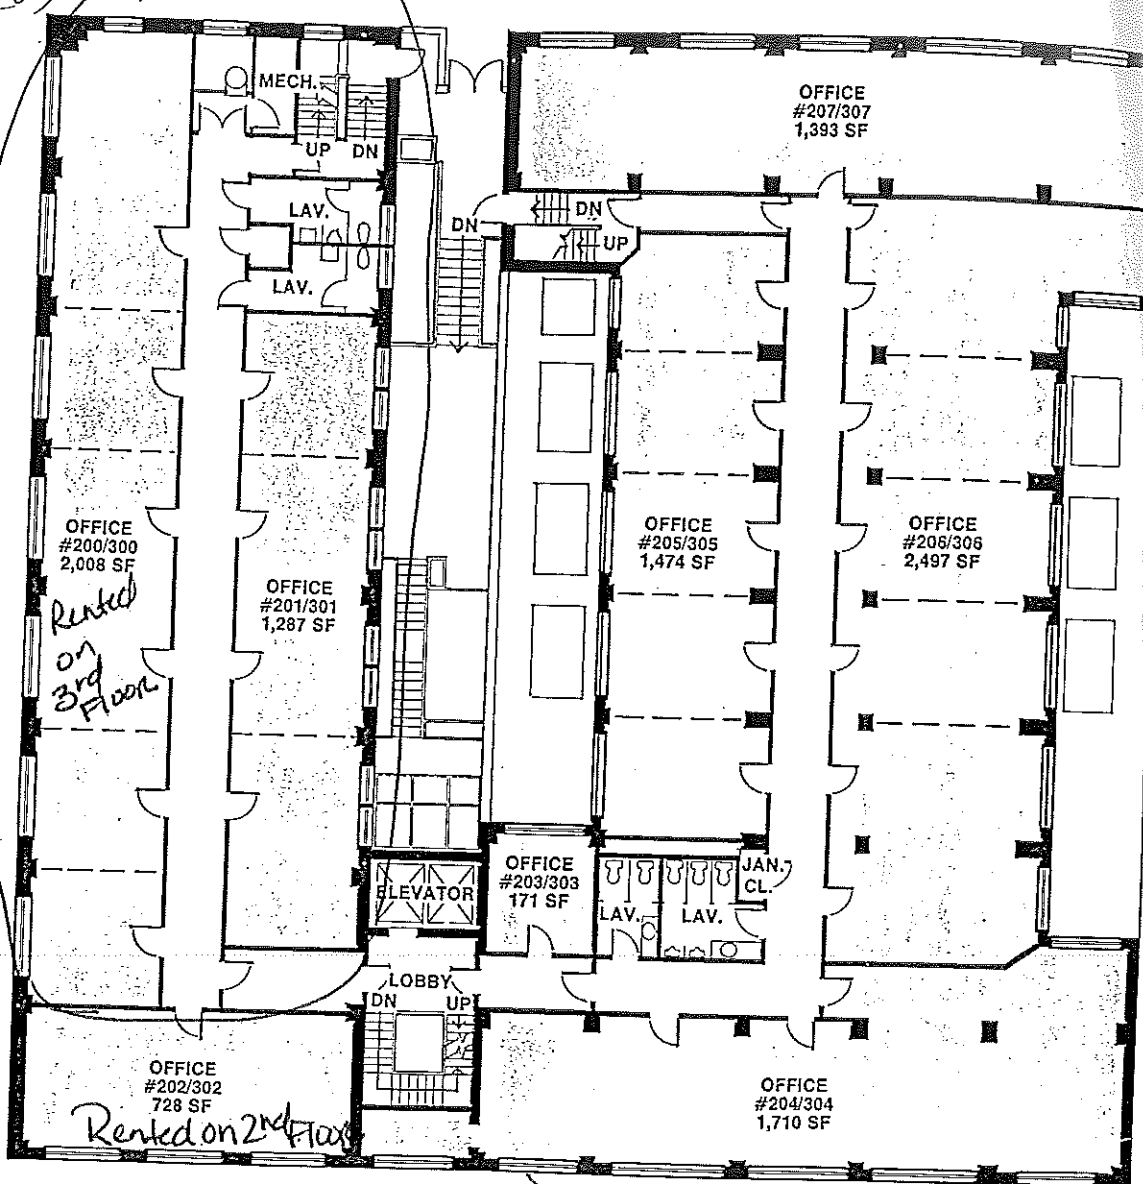 OFFICE
#207/307
1,393 SF
MECH.
UP DN
LAV.
DN
DN
UP
LAV.
OFFICE
#200/300
2,008 SF
Rented
on
3rd
Floor
OFFICE
#201/301
1,287 SF
OFFICE
#205/305
1,474 SF
OFFICE
#206/306
2,497 SF
ELEVATOR
OFFICE
#203/303
171 SF
LAV.
LAV.
JAN.
CL.
LOBBY
DN
UP
OFFICE
#202/302
728 SF
Rented on 2nd Floor
OFFICE
#204/304
1,710 SF